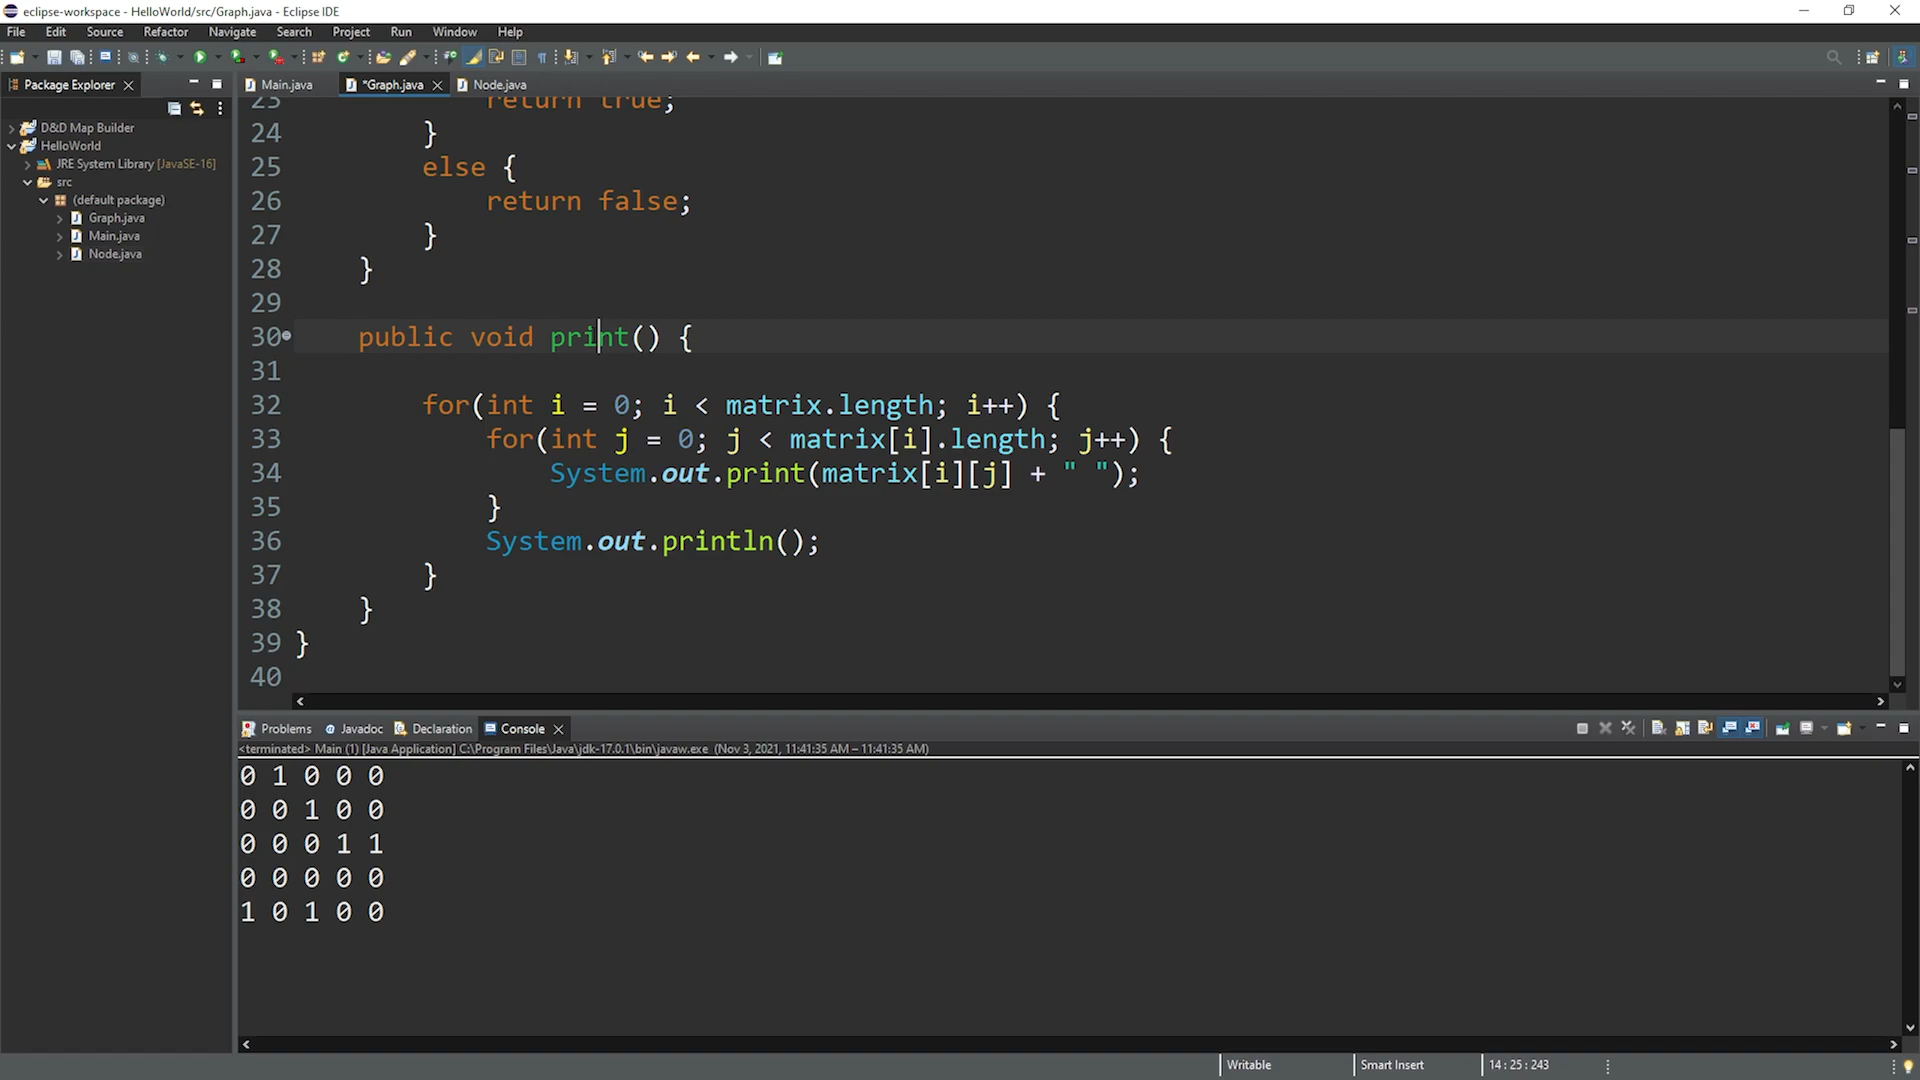 eclipse-workspace - HelloWorld/src/Graph.java - Eclipse IDE
File Edit Source Refactor Navigate Search Project Run Window Help
Package Explorer
D&D Map Builder
HelloWorld
JRE System Library [JavaSE-16]
src
(default package)
Graph.java
Main.java
Node.java
Main.java *Graph.java Node.java
23 return true;
24 }
25 else {
26 return false;
27 }
28 }
29
30 public void print() {
31
32 for(int i = 0; i < matrix.length; i++) {
33 for(int j = 0; j < matrix[i].length; j++) {
34 System.out.print(matrix[i][j] + " ");
35 }
36 System.out.println();
37 }
38 }
39 }
40
Problems Javadoc Declaration Console
<terminated> Main (1) [Java Application] C:\Program Files\Java\jdk-17.0.1\bin\javaw.exe (Nov 3, 2021, 11:41:35 AM – 11:41:35 AM)
0 1 0 0 0
0 0 1 0 0
0 0 0 1 1
0 0 0 0 0
1 0 1 0 0
Writable Smart Insert 14 : 25 : 243